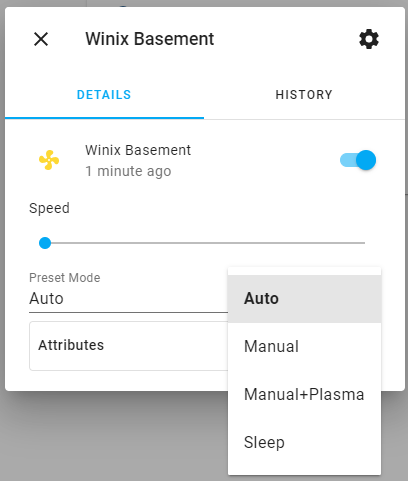 Winix Basement
DETAILS
HISTORY
Winix Basement
1 minute ago
Speed
Preset Mode
Auto
Attributes
Auto
Manual
Manual+Plasma
Sleep